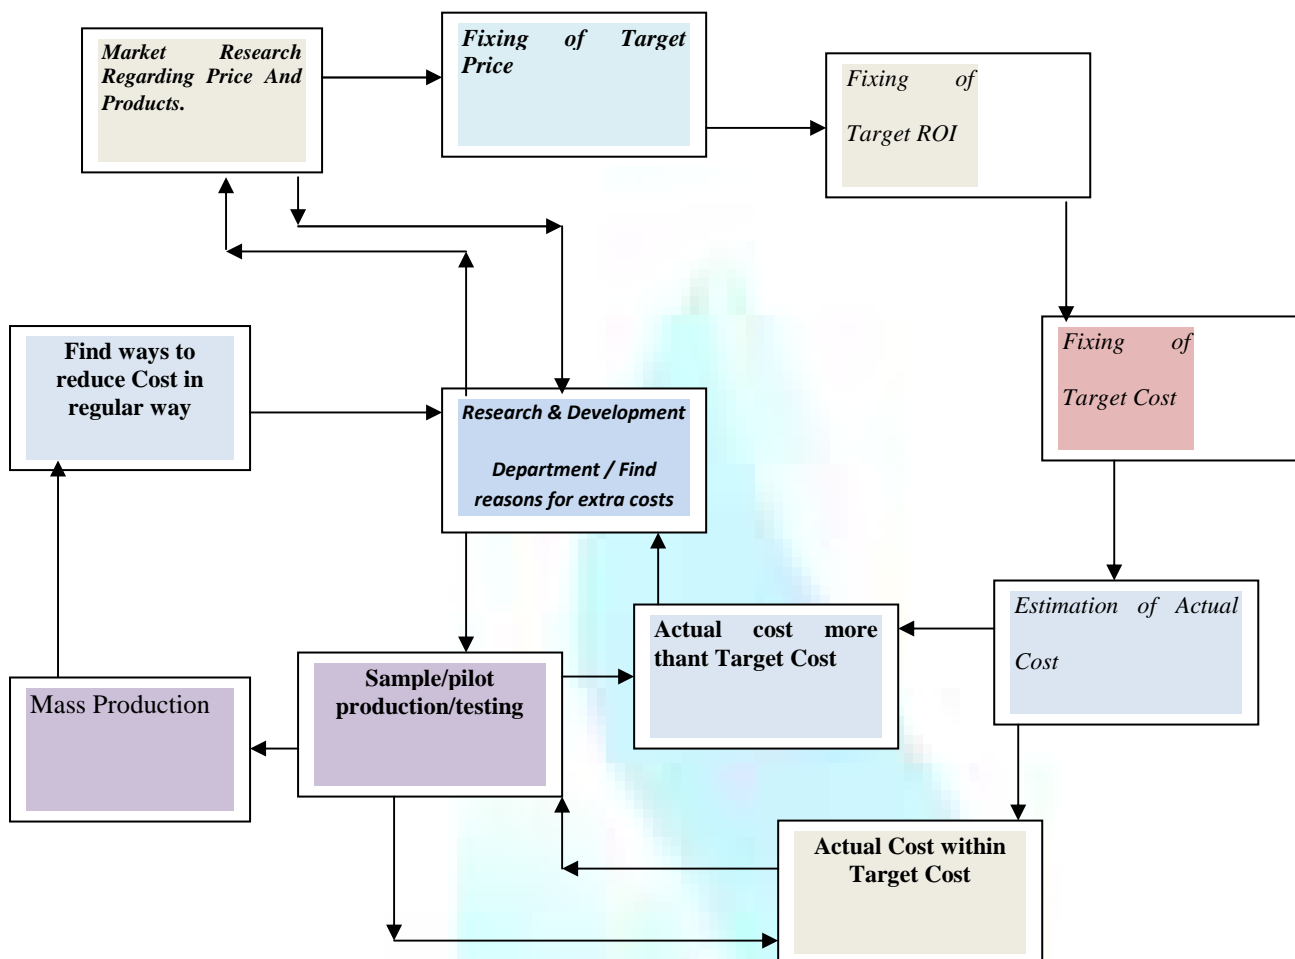 Market Research
Regarding Price And
Products.
Fixing of Target
Price
Fixing of
Target ROI
Find ways to
reduce Cost in
regular way
Research & Development
Department / Find
reasons for extra costs
Fixing of
Target Cost
Actual cost more
thant Target Cost
Estimation of Actual
Cost
Mass Production
Sample/pilot
production/testing
Actual Cost within
Target Cost